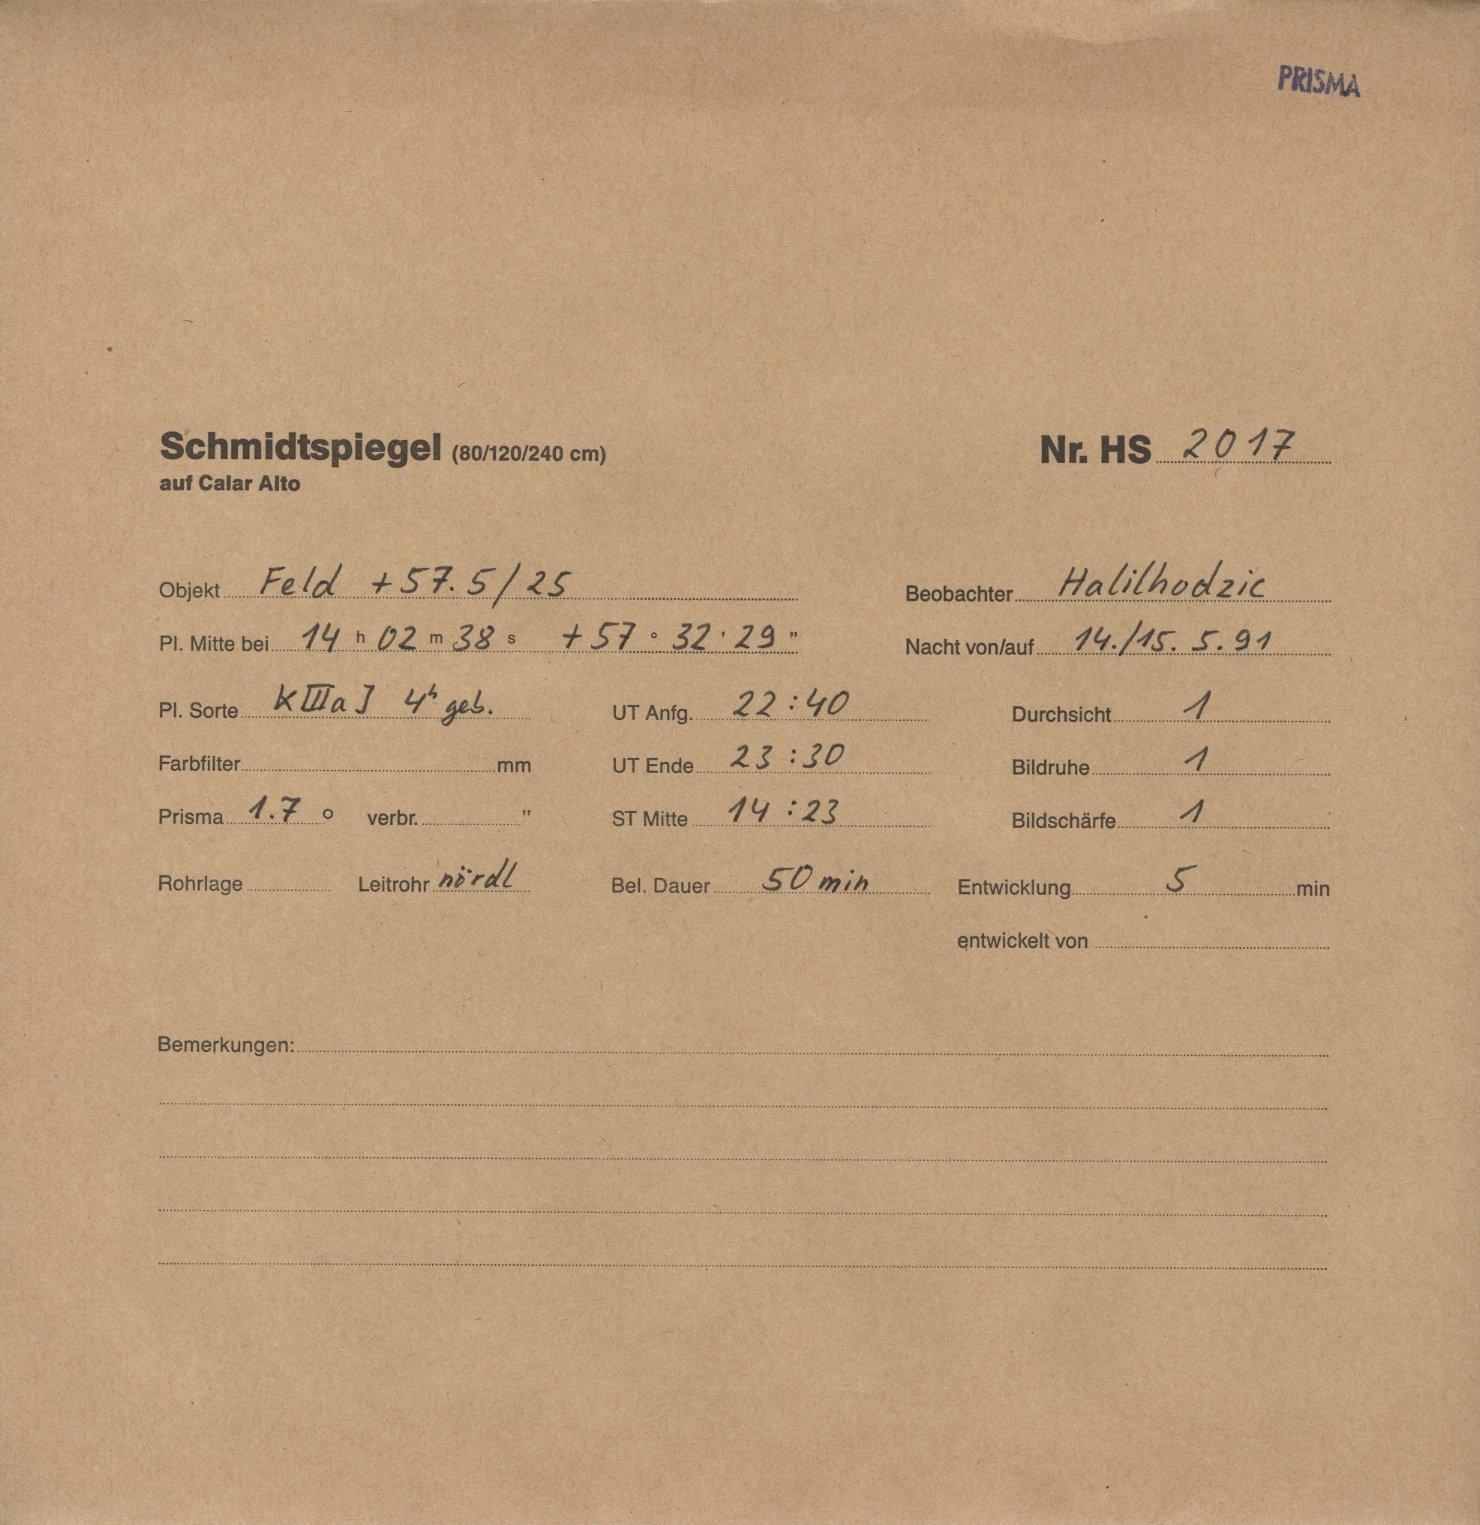 PRISMA
Schmidtspiegel (80/120/240 cm) Nr. HS 2017
auf Calar Alto
Objekt Feld +57.5/25 Beobachter Halilhodzic
Pl. Mitte bei 14 h 02 m 38 s +57 ° 32 ' 29 " Nacht von/auf 14./15. 5. 91
Pl. Sorte KIIIaJ 4h geb. UT Anfg. 22:40 Durchsicht 1
Farbfilter mm UT Ende 23:30 Bildruhe 1
Prisma 1.7 ° verbr. " ST Mitte 14:23 Bildschärfe 1
Rohrlage Leitrohr nördl Bel. Dauer 50 min Entwicklung 5 min
entwickelt von
Bemerkungen: